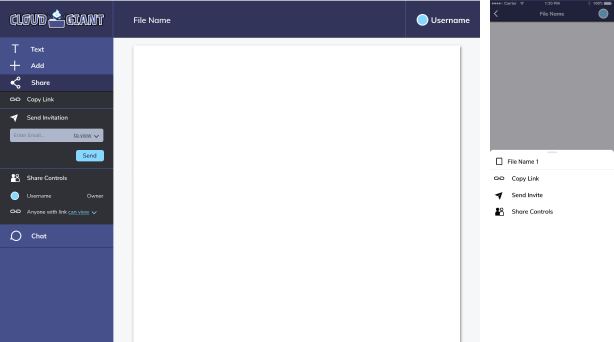 CLOUD GIANT
File Name
Username
Text
Add
Share
Copy Link
Send Invitation
Enter Email... to view
Send
Share Controls
Username Owner
Anyone with link can view
Chat
Carrier 1:20 PM 100%
File Name
File Name 1
Copy Link
Send Invite
Share Controls